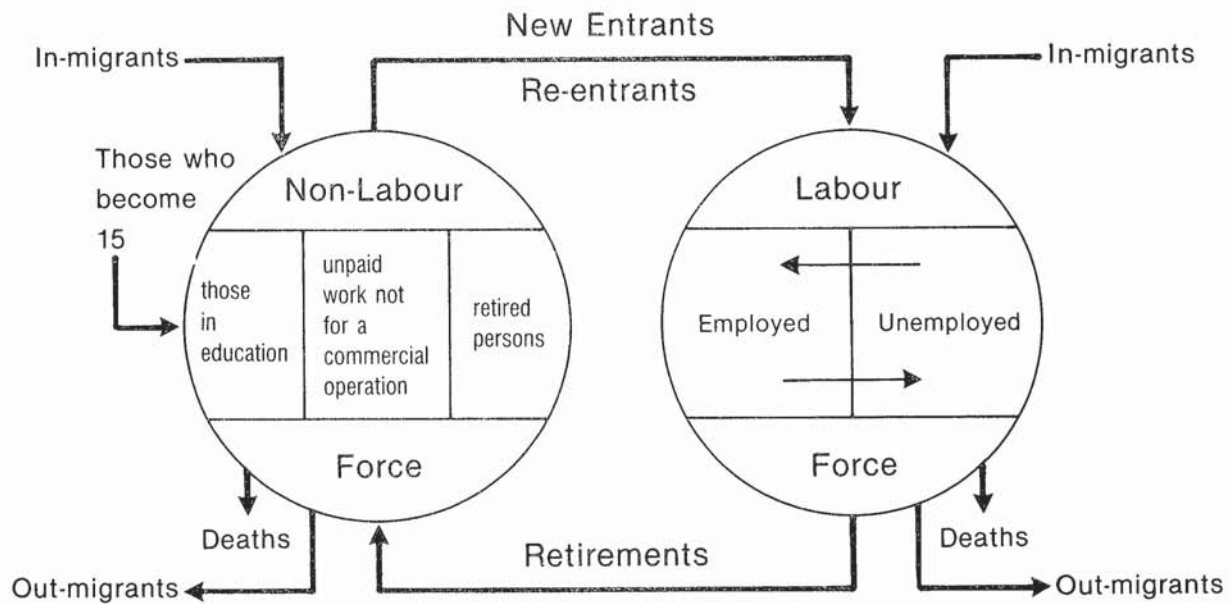 New Entrants
In-migrants
In-migrants
Re-entrants
Those who
become
15
Non-Labour
Labour
those
in
education
unpaid
work not
for a
commercial
operation
retired
persons
Employed
Unemployed
Force
Force
Deaths
Deaths
Retirements
Out-migrants
Out-migrants